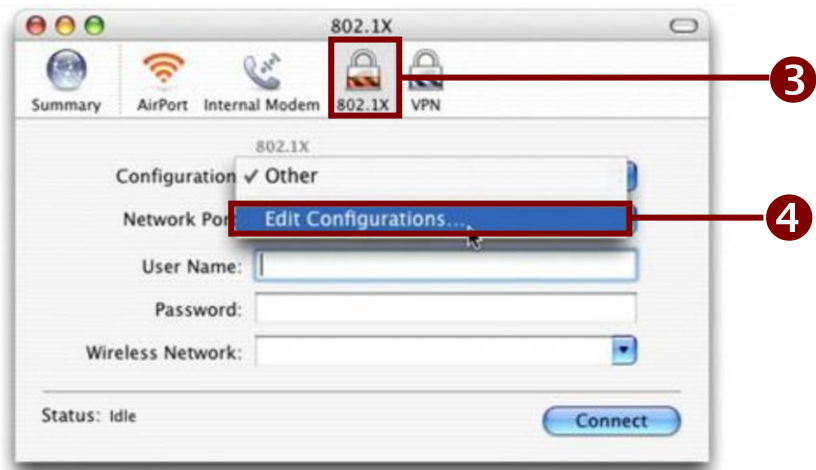 802.1X
Summary AirPort Internal Modem 802.1X VPN
3
802.1X
Configuration ✓ Other
Edit Configurations...
4
Network Por
User Name:
Password:
Wireless Network:
Status: Idle
Connect